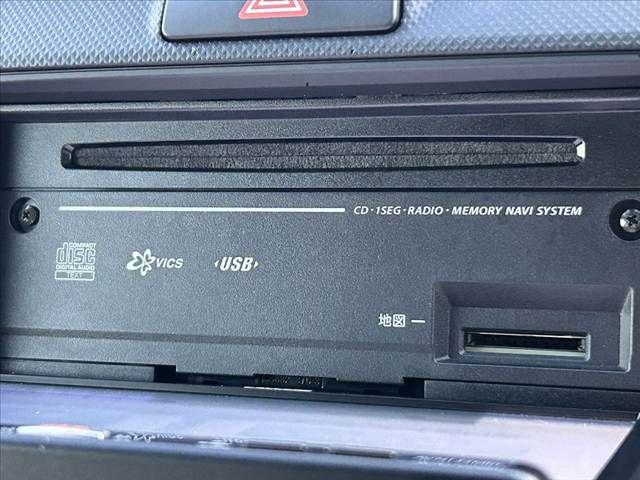 CD・1SEG・RADIO・MEMORY NAVI SYSTEM
COMPACT
disc
DIGITAL AUDIO
TEXT
VICS
USB
地図